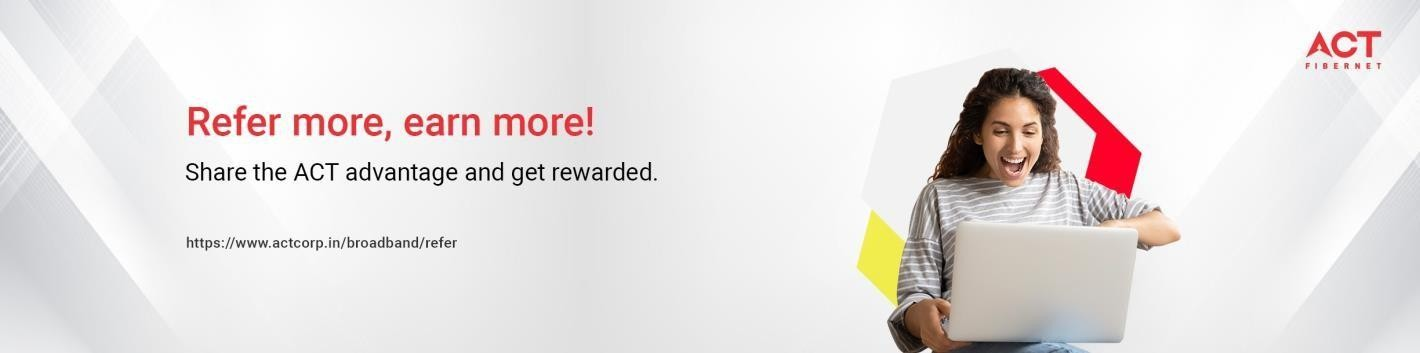 ACT
FIBERNET
Refer more, earn more!
Share the ACT advantage and get rewarded.
https://www.actcorp.in/broadband/refer